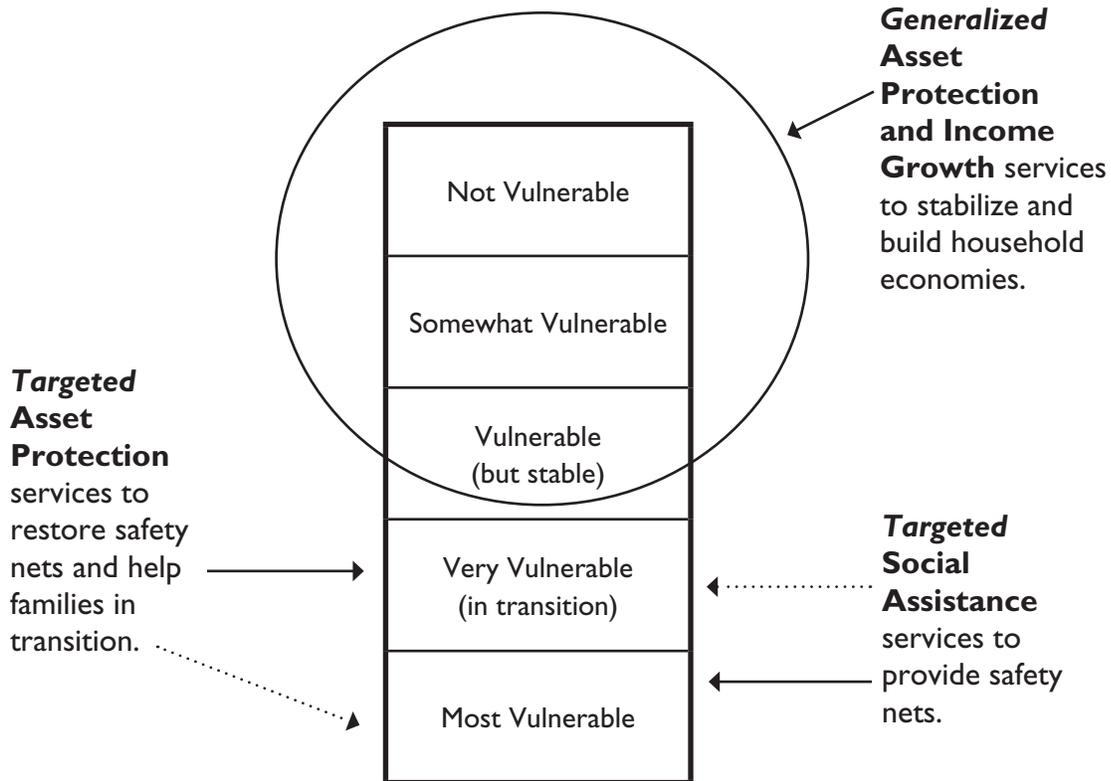 Generalized
Asset
Protection
and Income
Growth services
to stabilize and
build household
economies.
Not Vulnerable
Somewhat Vulnerable
Targeted
Asset
Protection
services to
restore safety
nets and help
families in
transition.
Vulnerable
(but stable)
Very Vulnerable
(in transition)
Most Vulnerable
Targeted
Social
Assistance
services to
provide safety
nets.